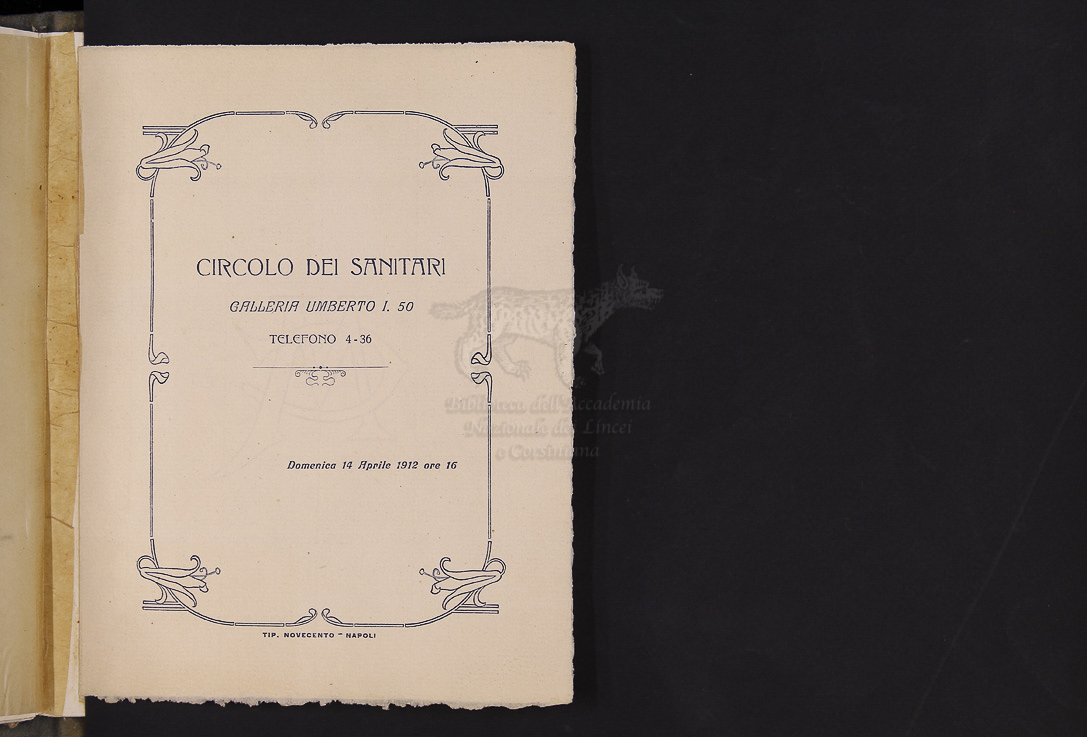 CIRCOLO DEI SANITARI
GALLERIA UMBERTO I. 50
TELEFONO 4-36
Domenica 14 Aprile 1912 ore 16
TIP. NOVECENTO - NAPOLI
Biblioteca dell'Accademia
Nazionale dei Lincei
e Corsiniana